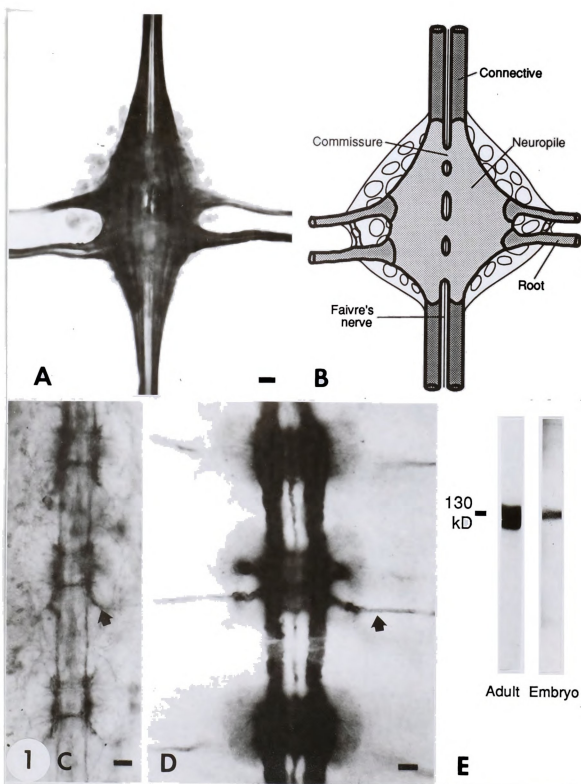 Connective
Commissure
Neuropile
Root
Faivre's
nerve
A
B
130
kD
Adult Embryo
1 C
D
E